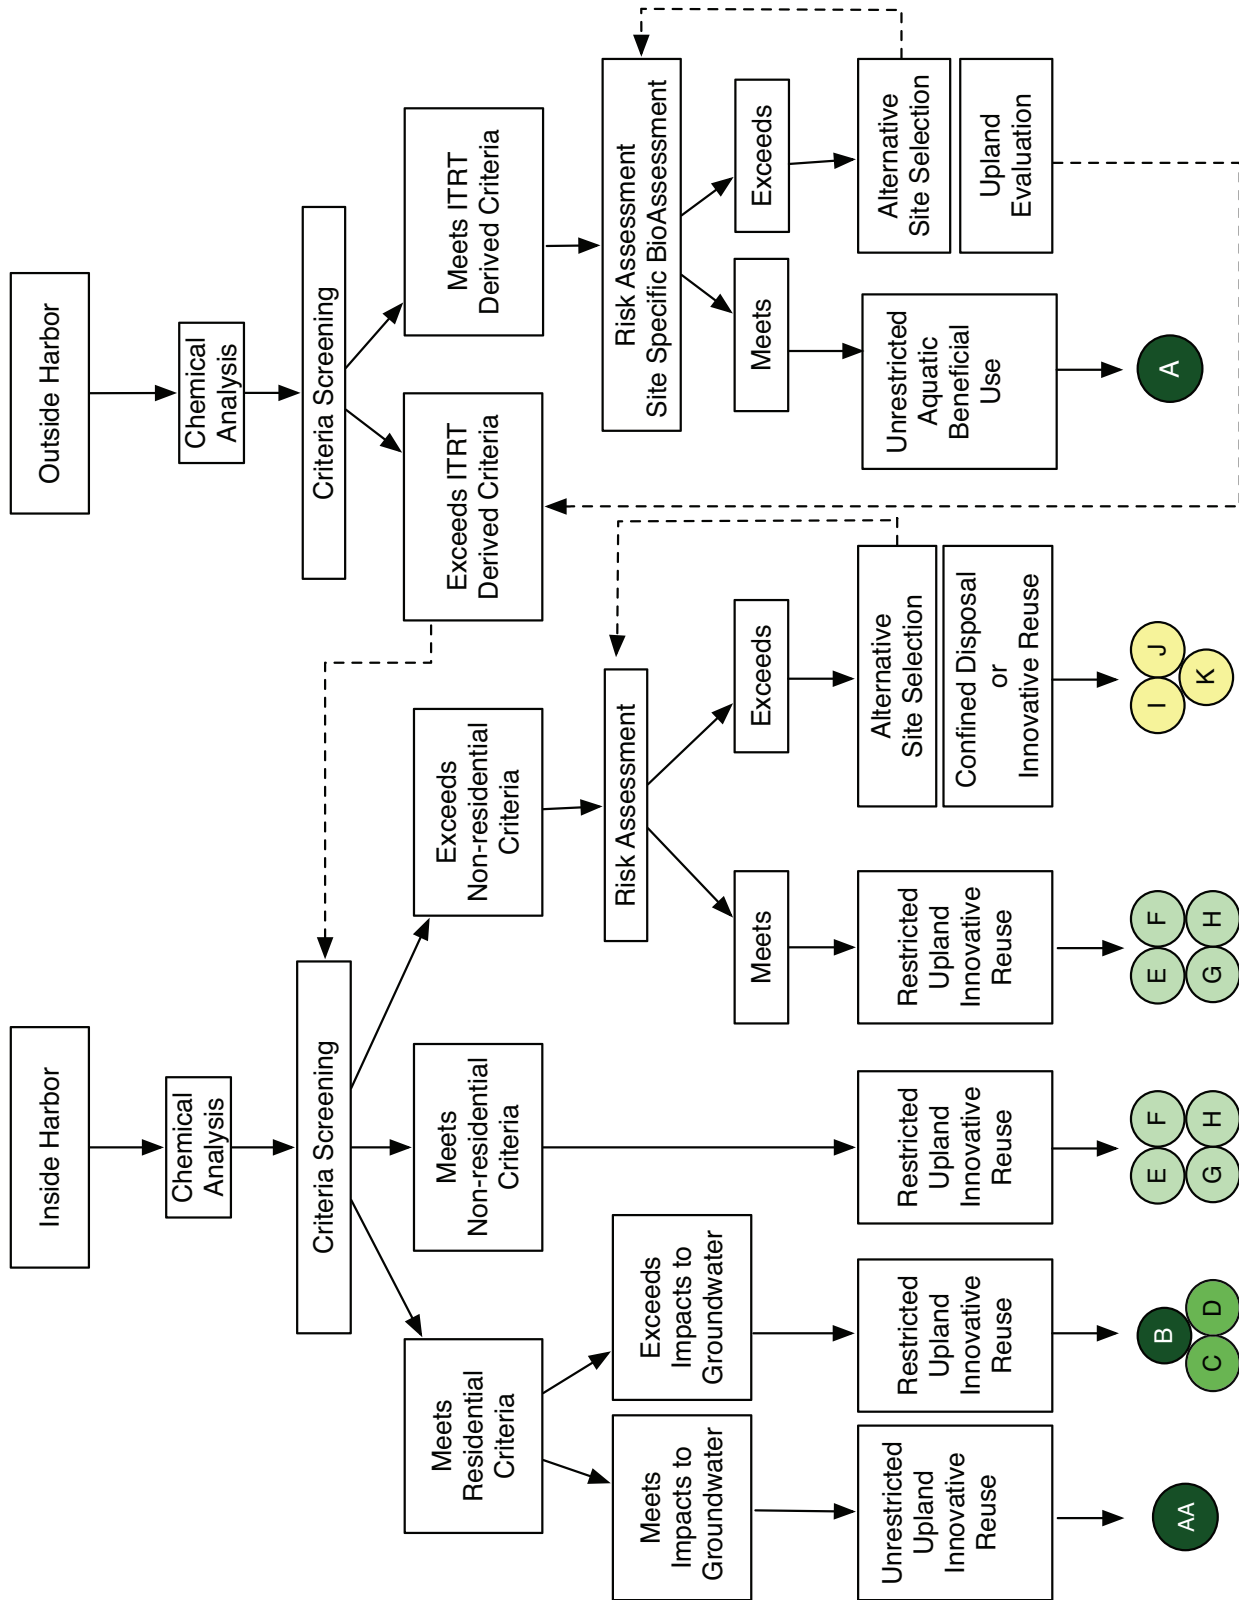 Inside Harbor
Chemical
Analysis
Criteria Screening
Meets
Residential
Criteria
Meets
Non-residential
Criteria
Exceeds
Non-residential
Criteria
Meets
Impacts to
Groundwater
Exceeds
Impacts to
Groundwater
Risk Assessment
Meets
Exceeds
Unrestricted
Upland
Innovative
Reuse
Restricted
Upland
Innovative
Reuse
Restricted
Upland
Innovative
Reuse
Restricted
Upland
Innovative
Reuse
Alternative
Site Selection
Confined Disposal
or
Innovative Reuse
AA
B
C D
E F
G H
E F
G H
I J
K
Outside Harbor
Chemical
Analysis
Criteria Screening
Exceeds ITRT
Derived Criteria
Meets ITRT
Derived Criteria
Risk Assessment
Site Specific BioAssessment
Meets
Exceeds
Unrestricted
Aquatic
Beneficial
Use
Alternative
Site Selection
Upland
Evaluation
A